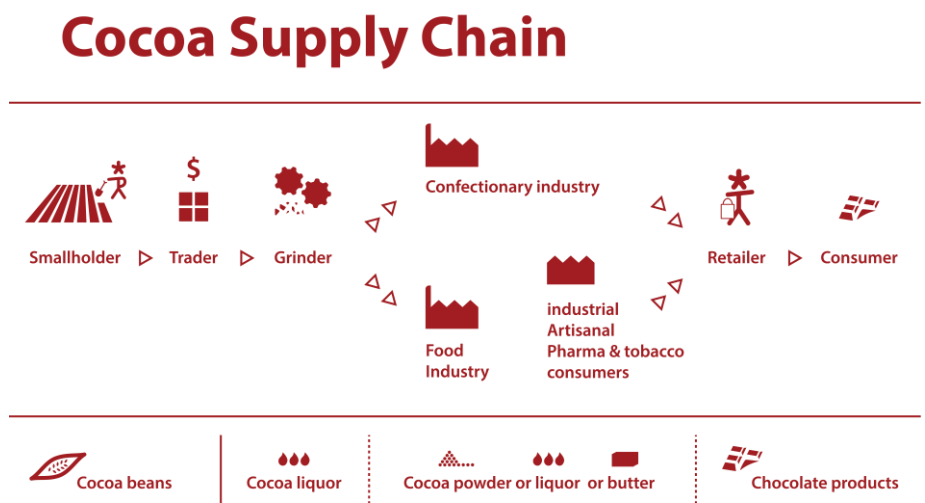 Cocoa Supply Chain
$
Confectionary industry
Smallholder Trader Grinder Retailer Consumer
industrial
Artisanal
Pharma & tobacco
consumers
Food
Industry
Cocoa beans Cocoa liquor Cocoa powder or liquor or butter Chocolate products